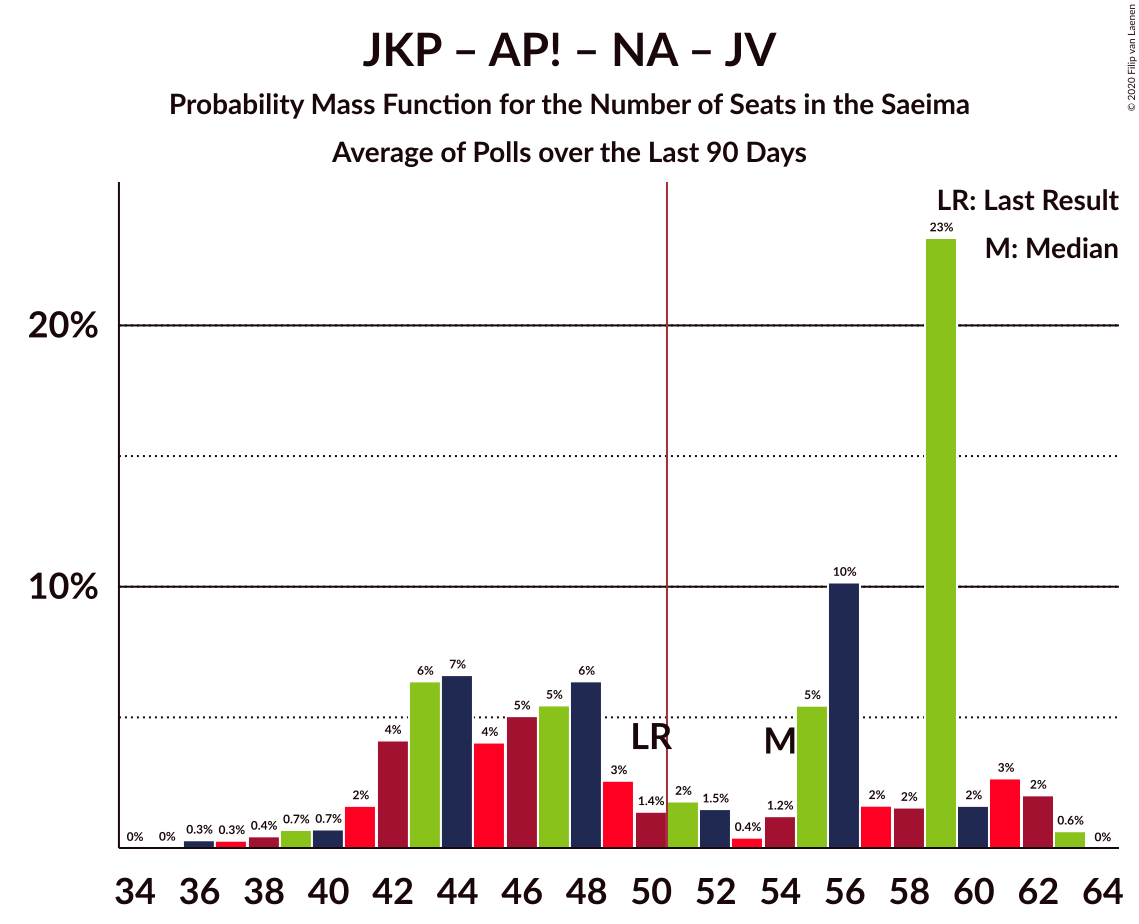 JKP – AP! – NA – JV
Probability Mass Function for the Number of Seats in the Saeima
Average of Polls over the Last 90 Days
© 2020 Filip van Laenen
LR: Last Result
M: Median
20%
10%
0% 0% 0.3% 0.3% 0.4% 0.7% 0.7% 2% 4% 6% 7% 4% 5% 5% 6% 3% 1.4% 2% 1.5% 0.4% 1.2% 5% 10% 2% 2% 23% 2% 3% 2% 0.6% 0%
LR M
34 36 38 40 42 44 46 48 50 52 54 56 58 60 62 64